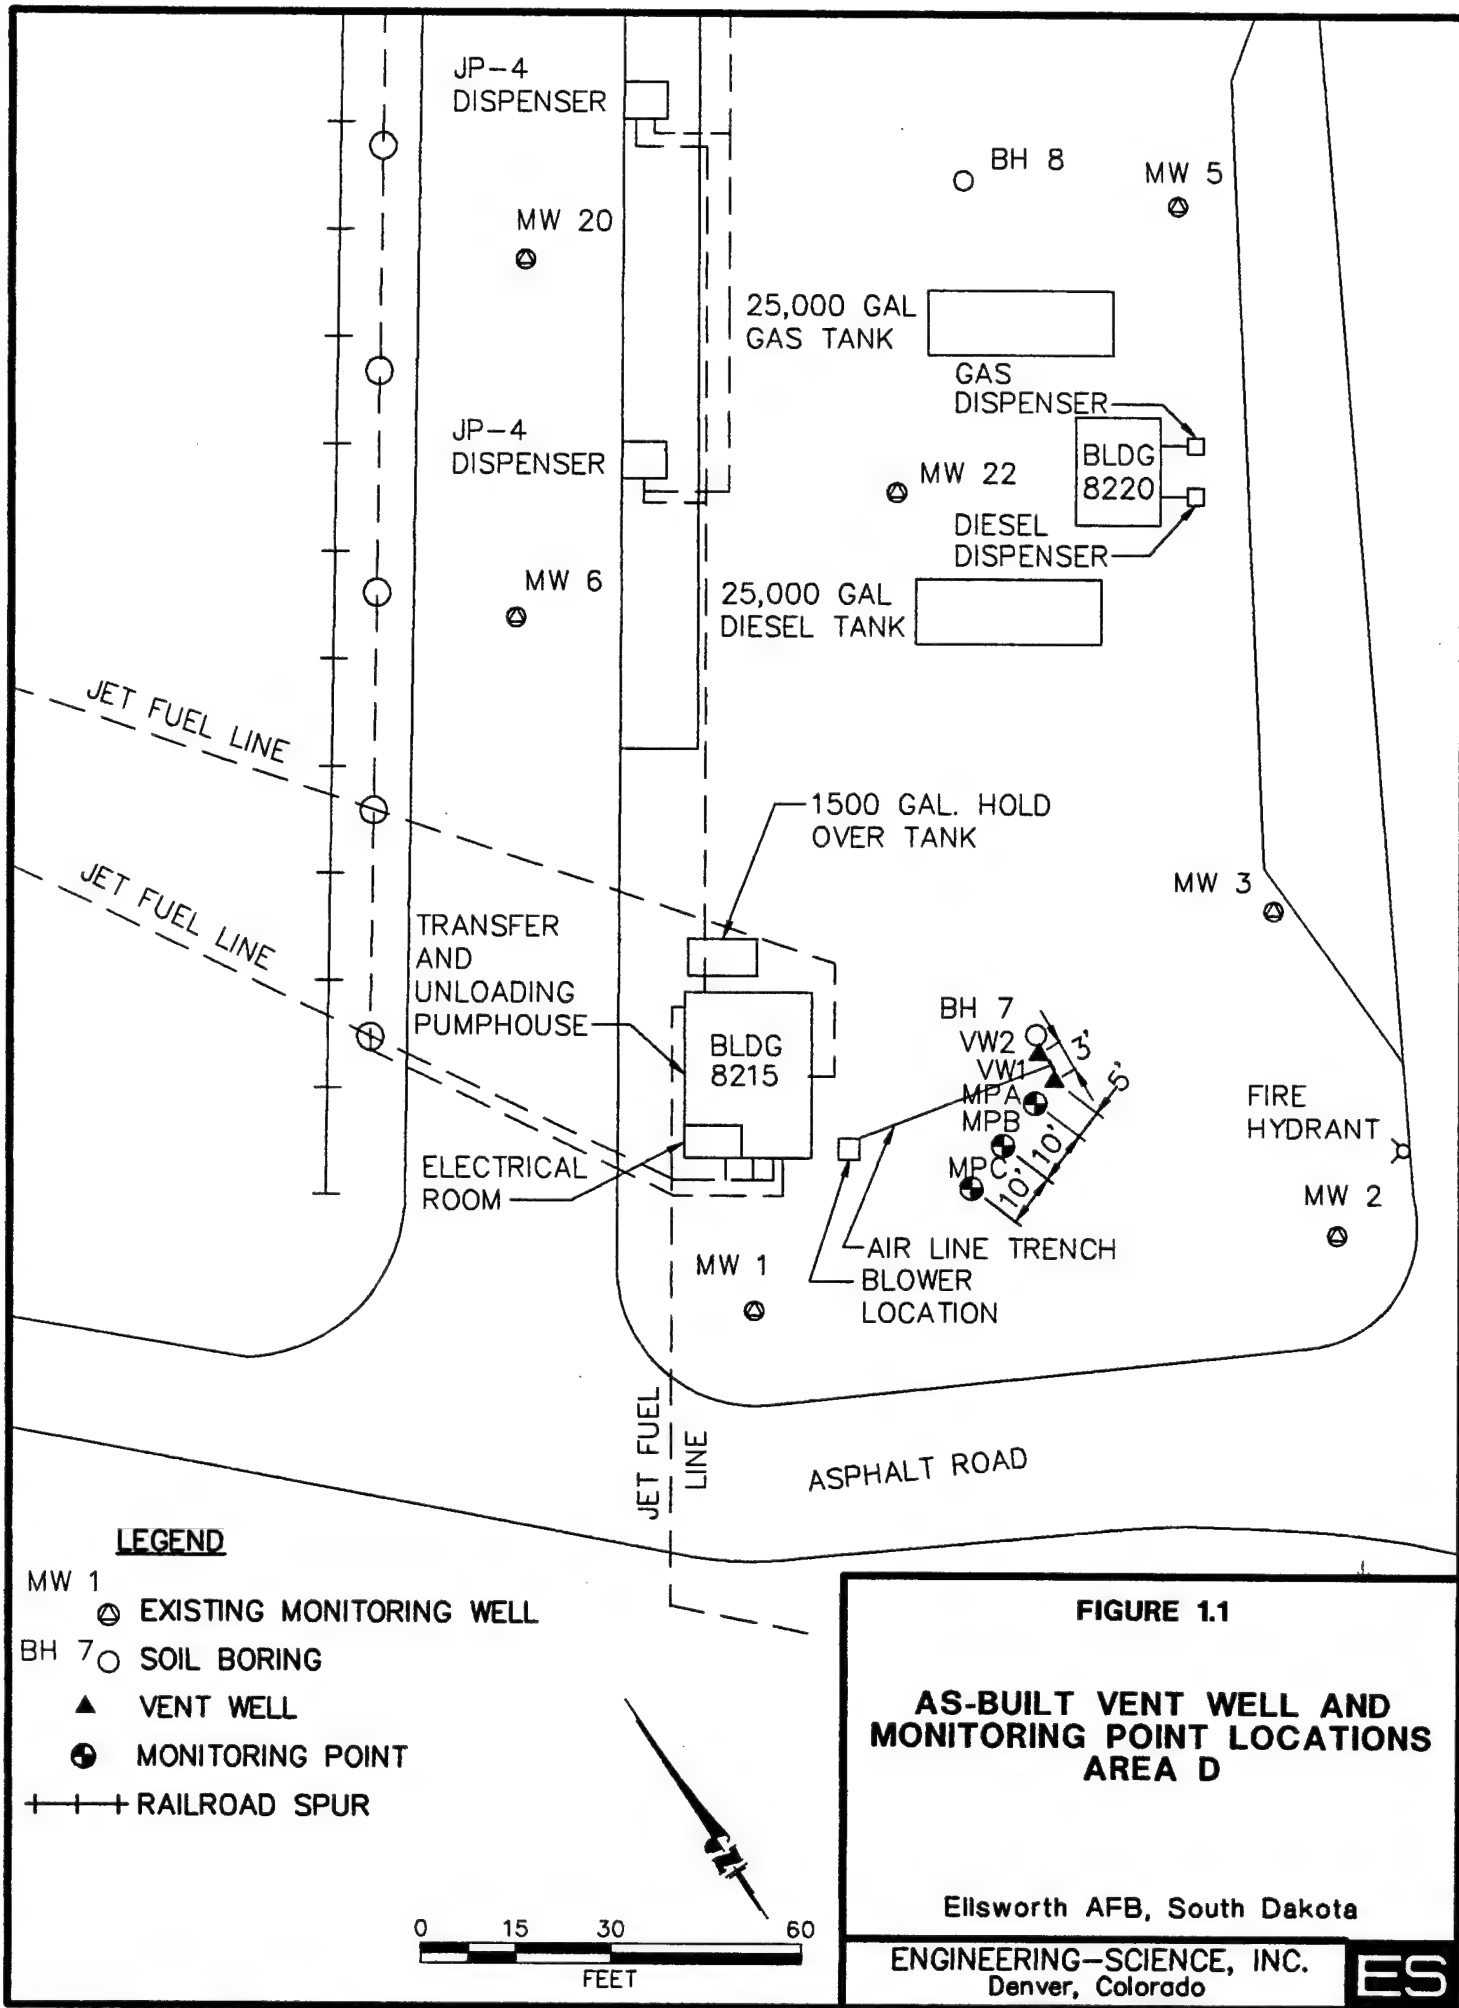 JP-4
DISPENSER
BH 8
MW 5
MW 20
25,000 GAL
GAS TANK
GAS
DISPENSER
JP-4
DISPENSER
BLDG
8220
MW 22
DIESEL
DISPENSER
MW 6
25,000 GAL
DIESEL TANK
JET FUEL LINE
1500 GAL. HOLD
OVER TANK
JET FUEL LINE
MW 3
TRANSFER
AND
UNLOADING
PUMPHOUSE
BLDG
8215
BH 7
VW2
VW1
MPA
MPB
MPC
3'
5'
10'
10'
FIRE
HYDRANT
ELECTRICAL
ROOM
MW 2
MW 1
AIR LINE TRENCH
BLOWER
LOCATION
JET FUEL
LINE
ASPHALT ROAD
LEGEND
MW 1
EXISTING MONITORING WELL
BH 7
SOIL BORING
VENT WELL
MONITORING POINT
RAILROAD SPUR
N
0 15 30 60
FEET
FIGURE 1.1
AS-BUILT VENT WELL AND
MONITORING POINT LOCATIONS
AREA D
Ellsworth AFB, South Dakota
ENGINEERING-SCIENCE, INC.
Denver, Colorado
ES